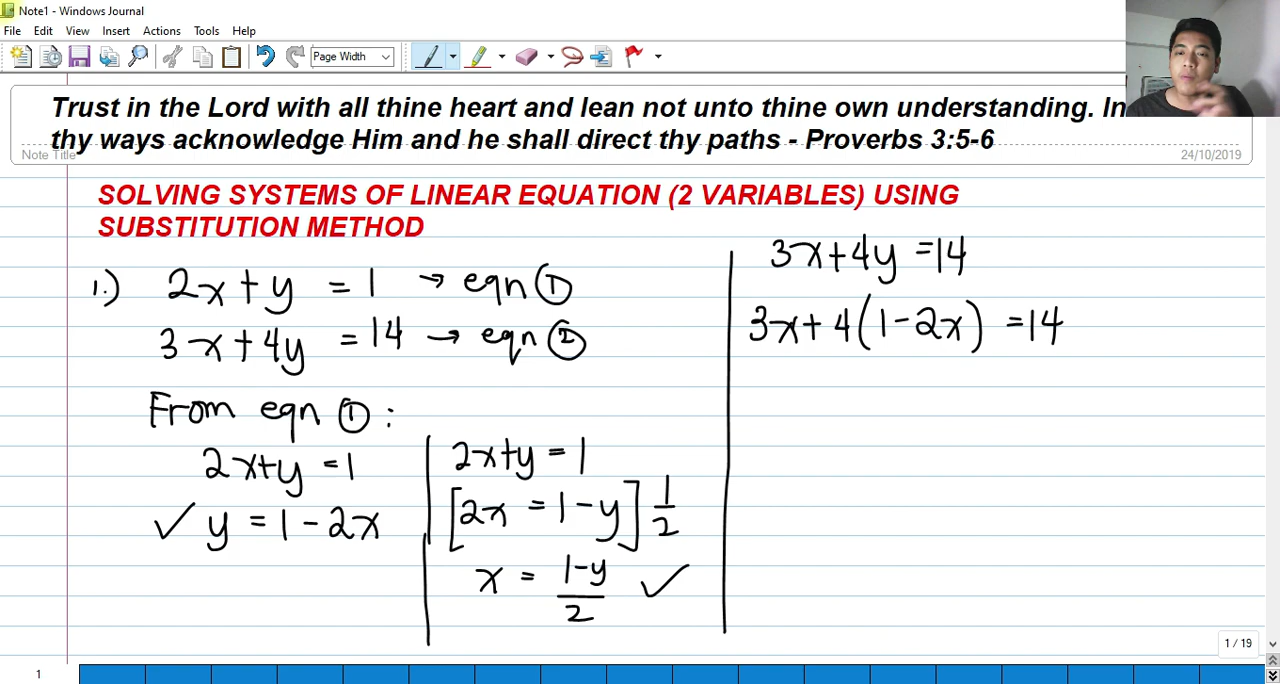 Note1 - Windows Journal
File Edit View Insert Actions Tools Help
Page Width
Trust in the Lord with all thine heart and lean not unto thine own understanding. In
thy ways acknowledge Him and he shall direct thy paths - Proverbs 3:5-6
Note Title
24/10/2019
SOLVING SYSTEMS OF LINEAR EQUATION (2 VARIABLES) USING
SUBSTITUTION METHOD
1.) 2x + y = 1 → eqn ①
3x + 4y = 14 → eqn ②
From eqn ① :
2x+y = 1
✓ y = 1 - 2x
2x+y = 1
[2x = 1 - y] 1/2
x = (1-y)/2 ✓
3x + 4y = 14
3x + 4(1 - 2x) = 14
1 / 19
1